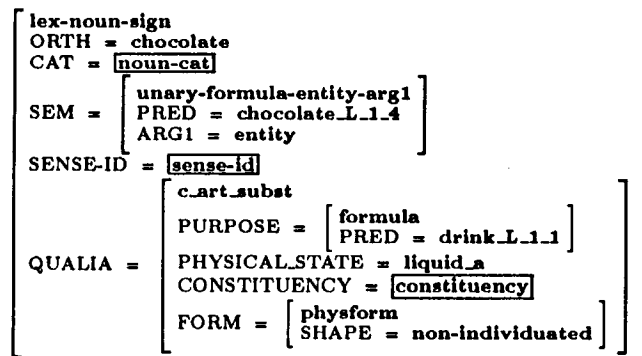 lex-noun-sign
ORTH = chocolate
CAT = noun-cat
unary-formula-entity-arg1
SEM = PRED = chocolate_L_1_4
ARG1 = entity
SENSE-ID = sense-id
c_art_subst
PURPOSE = formula
PRED = drink_L_1_1
QUALIA = PHYSICAL_STATE = liquid_a
CONSTITUENCY = constituency
FORM = physform
SHAPE = non-individuated